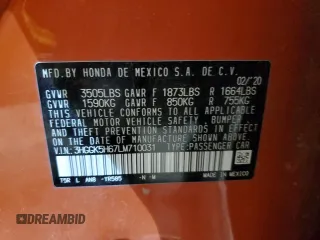 MFD.BY HONDA DE MEXICO S.A. DE C.V.
02/'20
GVWR 3505LBS GAWR F 1873LBS R 1664LBS
GVWR 1590KG GAWR F 850KG R 755KG
THIS VEHICLE CONFORMS TO ALL APPLICABLE
FEDERAL MOTOR VEHICLE SAFETY, BUMPER
AND THEFT PREVENTION STANDARDS IN EFFECT
ON THE DATE OF MANUFACTURE SHOWN ABOVE.
V.I.N.:3HGGK5H67LM710031 TYPE:PASSENGER CAR
MADE IN MEXICO
DREAMBID